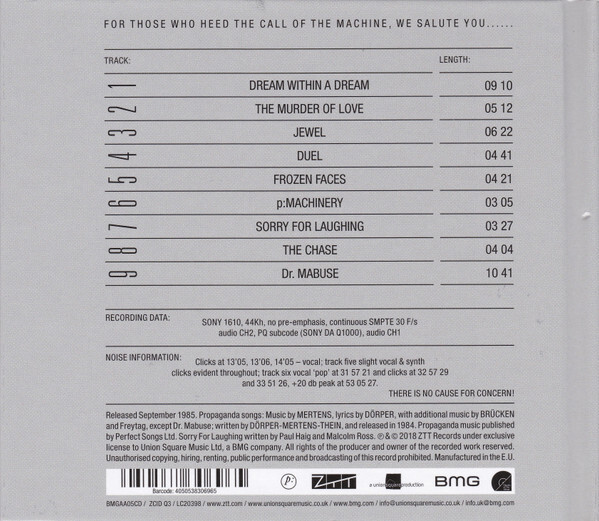 FOR THOSE WHO HEED THE CALL OF THE MACHINE, WE SALUTE YOU......
TRACK: LENGTH:
1 DREAM WITHIN A DREAM 09 10
2 THE MURDER OF LOVE 05 12
3 JEWEL 06 22
4 DUEL 04 41
5 FROZEN FACES 04 21
6 p:MACHINERY 03 05
7 SORRY FOR LAUGHING 03 27
8 THE CHASE 04 04
9 Dr. MABUSE 10 41
RECORDING DATA: SONY 1610, 44Kh, no pre-emphasis, continuous SMPTE 30 F/s
audio CH2, PQ subcode (SONY DA Q1000), audio CH1
NOISE INFORMATION: Clicks at 13'05, 13'06, 14'05 – vocal; track five slight vocal & synth
clicks evident throughout; track six vocal 'pop' at 31 57 21 and clicks at 32 57 29
and 33 51 26, +20 db peak at 53 05 27.
THERE IS NO CAUSE FOR CONCERN!
Released September 1985. Propaganda songs: Music by MERTENS, lyrics by DÖRPER, with additional music by BRÜCKEN
and Freytag, except Dr. Mabuse; written by DÖRPER-MERTENS-THEIN, and released in 1984. Propaganda music published
by Perfect Songs Ltd. Sorry For Laughing written by Paul Haig and Malcolm Ross. ℗ & © 2018 ZTT Records under exclusive
license to Union Square Music Ltd, a BMG company. All rights of the producer and owner of the recorded work reserved.
Unauthorised copying, hiring, renting, public performance and broadcasting of this record prohibited. Manufactured in the E.U.
Barcode: 4050538306965
p: ZTT a unionsquareproduction BMG
BMGAA05CD / ZCID Q3 / LC20398 / www.ztt.com / www.unionsquaremusic.co.uk / www.bmg.com / info@unionsquaremusic.co.uk / info.uk@bmg.com